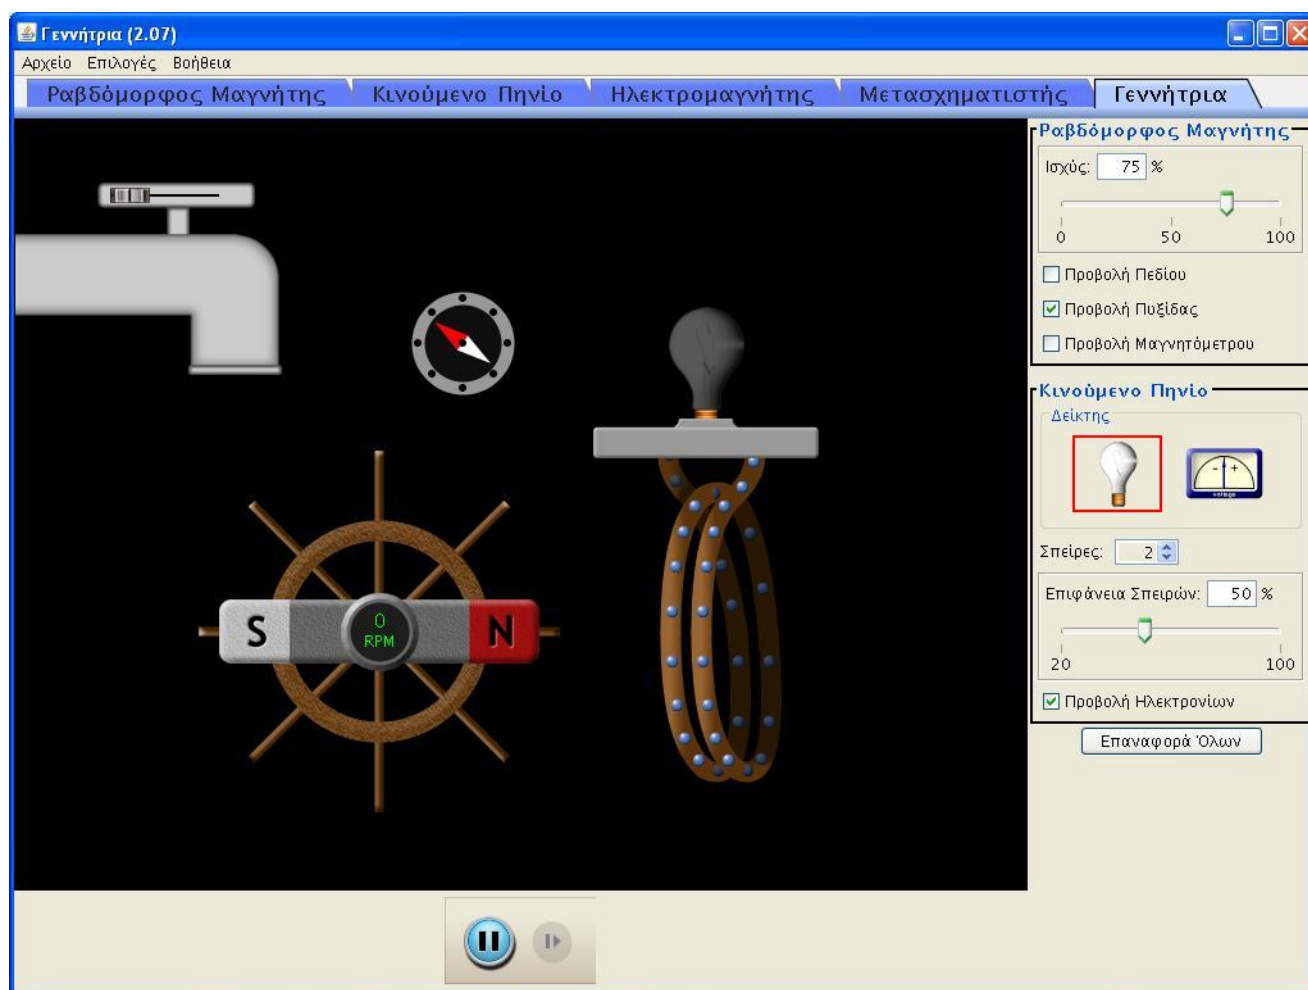 Γεννήτρια (2.07)
Αρχείο Επιλογές Βοήθεια
Ραβδόμορφος Μαγνήτης Κινούμενο Πηνίο Ηλεκτρομαγνήτης Μετασχηματιστής Γεννήτρια
Ραβδόμορφος Μαγνήτης
Ισχύς: 75 %
0 50 100
Προβολή Πεδίου
Προβολή Πυξίδας
Προβολή Μαγνητόμετρου
Κινούμενο Πηνίο
Δείκτης
- +
voltage
Σπείρες: 2
Επιφάνεια Σπειρών: 50 %
20 100
Προβολή Ηλεκτρονίων
Επαναφορά Όλων
S 0 N
RPM